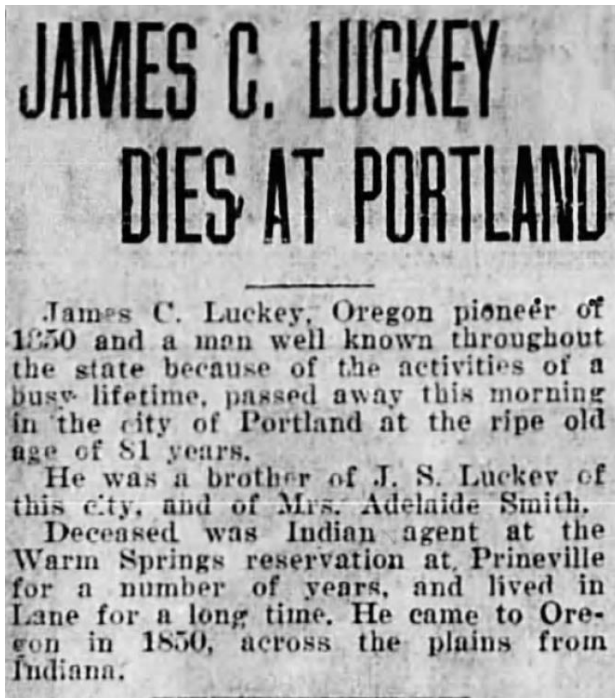 JAMES C. LUCKEY
DIES AT PORTLAND
James C. Luckey, Oregon pioneer of
1850 and a man well known throughout
the state because of the activities of a
busy lifetime, passed away this morning
in the city of Portland at the ripe old
age of 81 years.
He was a brother of J. S. Luckey of
this city, and of Mrs. Adelaide Smith.
Deceased was Indian agent at the
Warm Springs reservation at Prineville
for a number of years, and lived in
Lane for a long time. He came to Ore-
gon in 1850, across the plains from
Indiana.